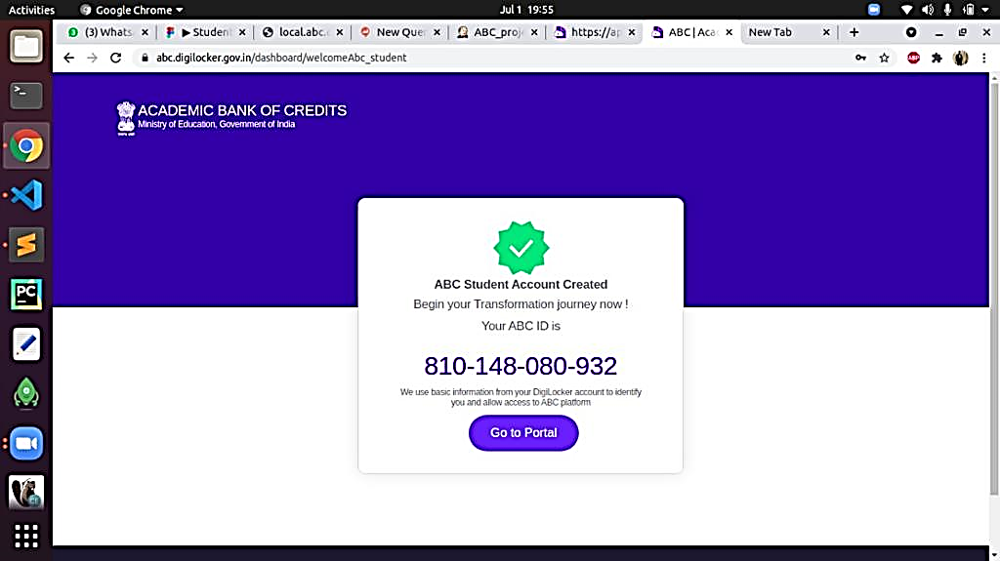 Activities
Google Chrome
Jul 1 19:55
(3) Whats
▶ Student
local.abc.
New Quer
ABC_proj
https://ap
ABC | Aca
New Tab
abc.digilocker.gov.in/dashboard/welcomeAbc_student
ABP
ACADEMIC BANK OF CREDITS
Ministry of Education, Government of India
ABC Student Account Created
Begin your Transformation journey now !
Your ABC ID is
810-148-080-932
We use basic information from your DigiLocker account to identify
you and allow access to ABC platform
Go to Portal
PC